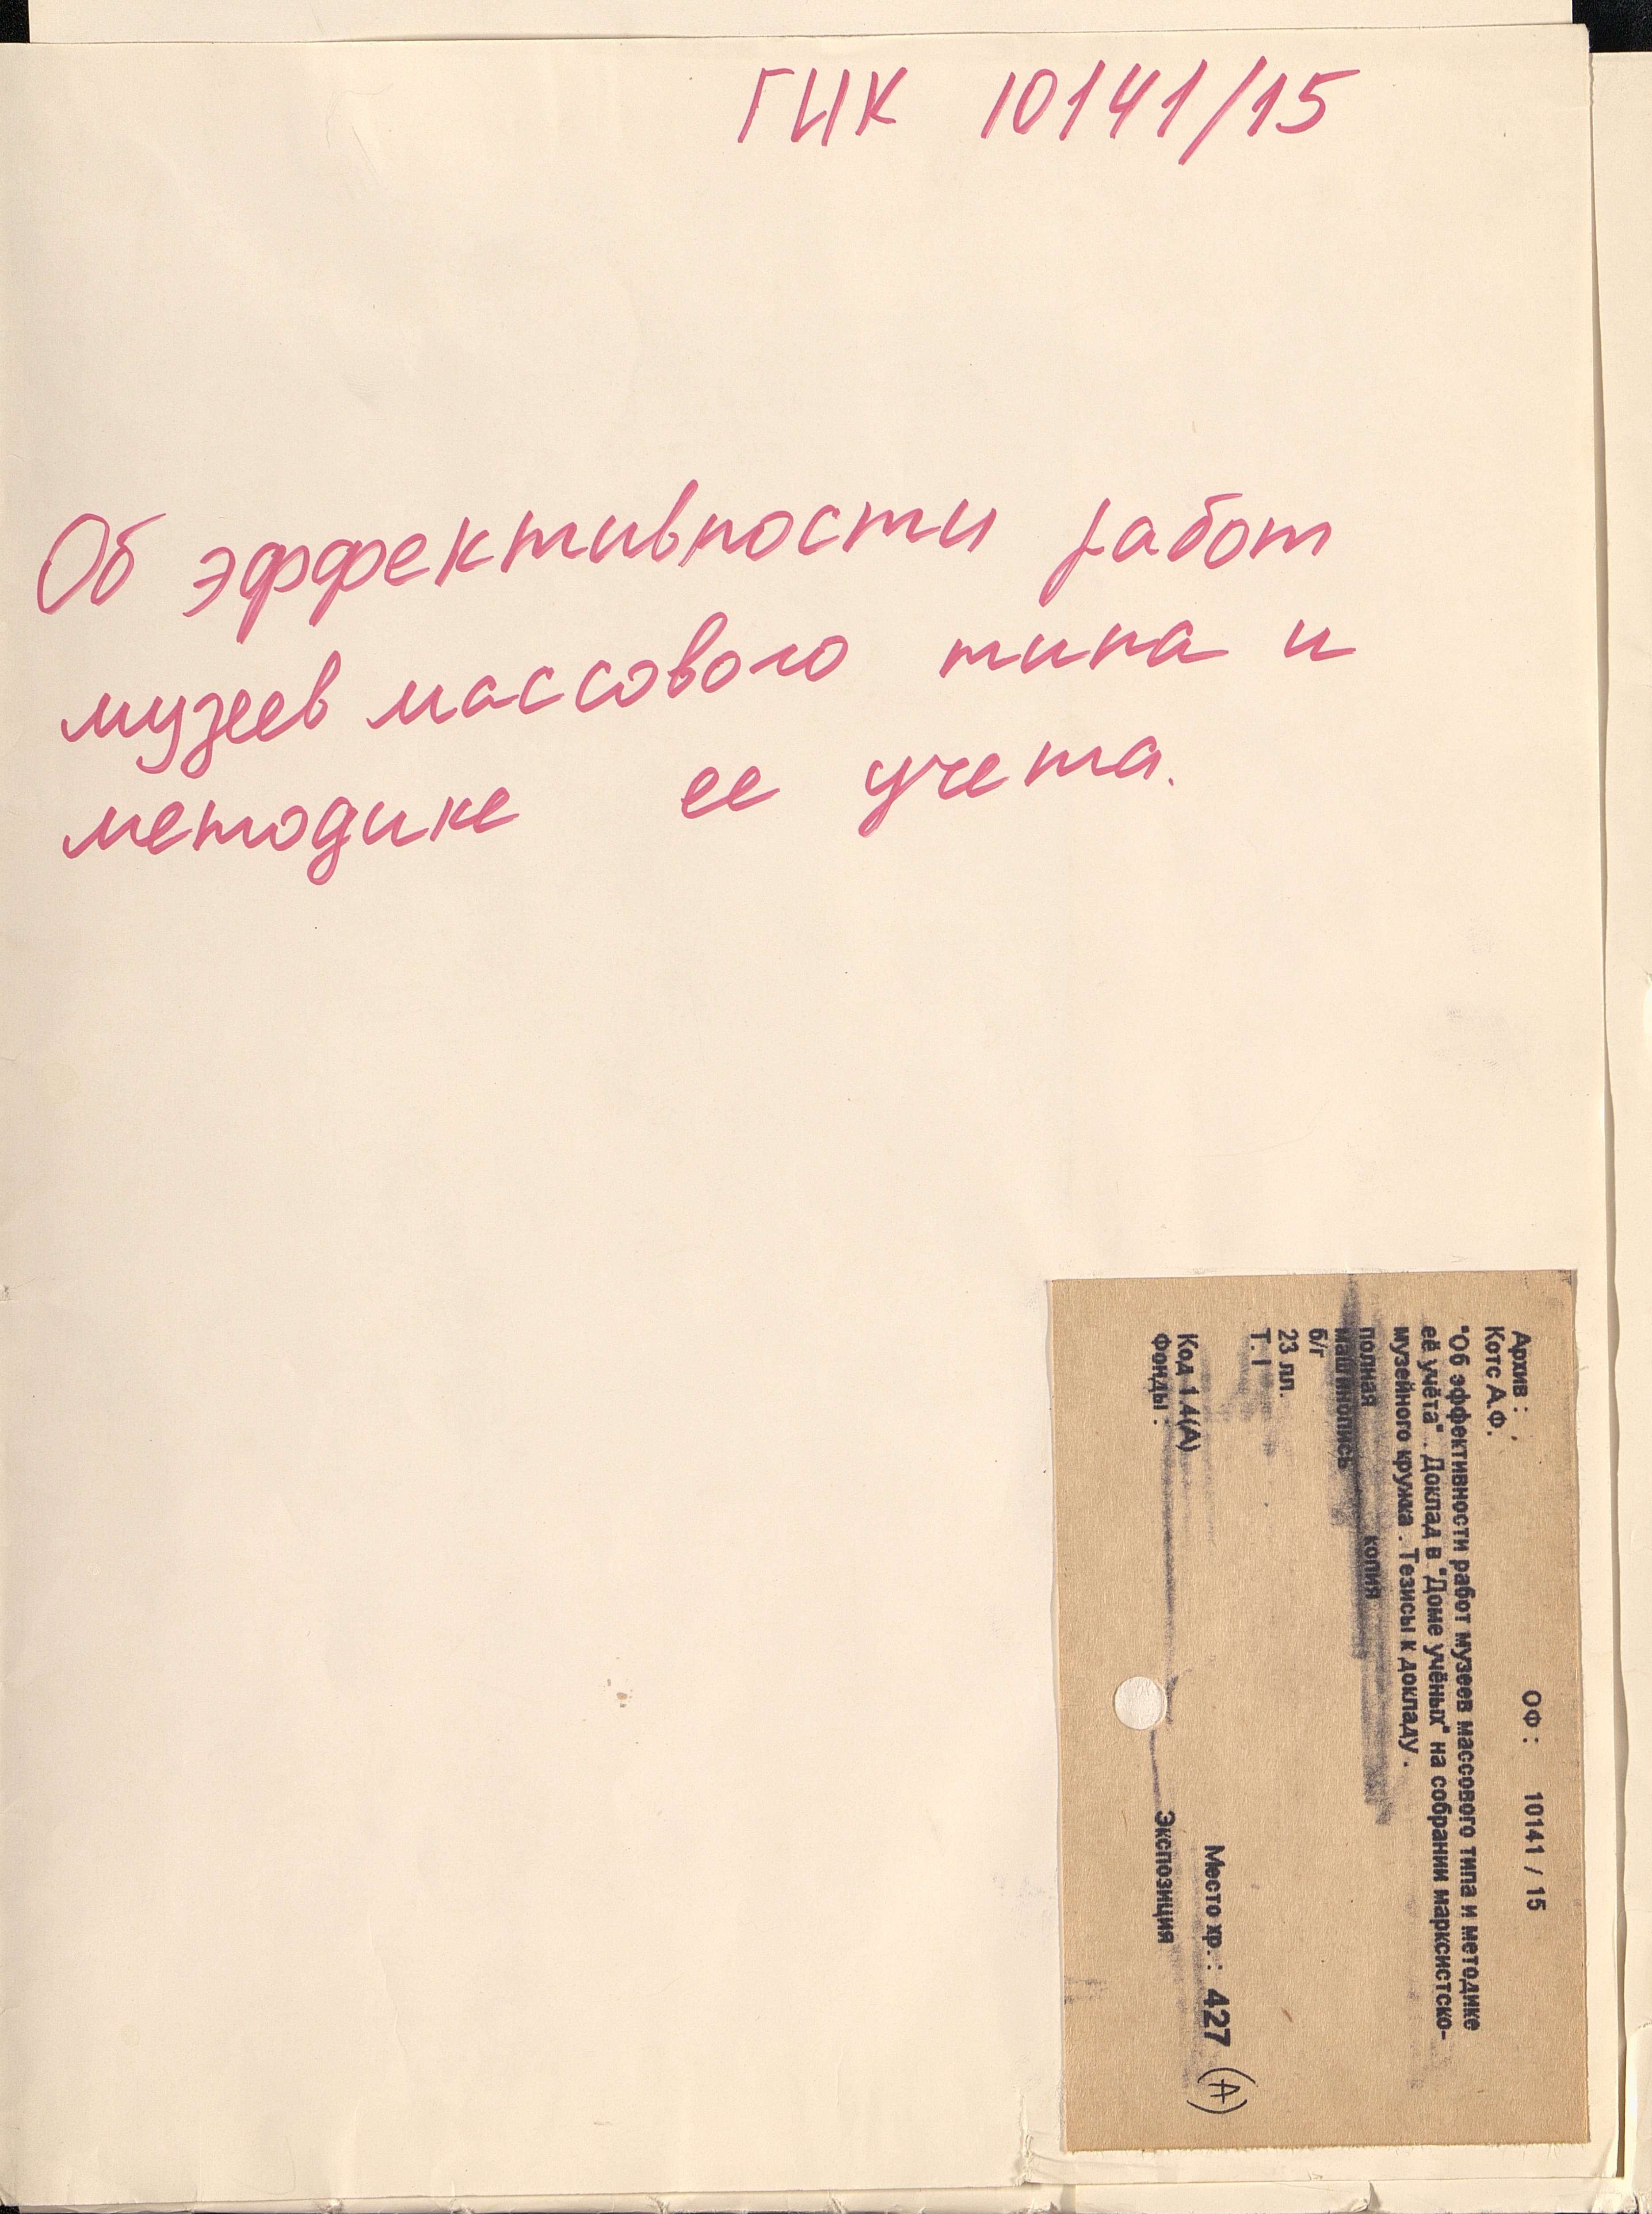 ГИК 10141/15
Об эффективности работ
музеев массового типа и
методике ее учета.
Архив : ОФ : 10141 / 15
Котс А.Ф.
"Об эффективности работ музеев массового типа и методике
её учёта" . Доклад в "Доме учёных" на собрании марксистско-
музейного кружка . Тезисы к докладу .
полная копия
машинопись
б/г
23 лл.
Т. I
Место хр. : 427 (А)
Код 1.4(А)
Фонды : Экспозиция